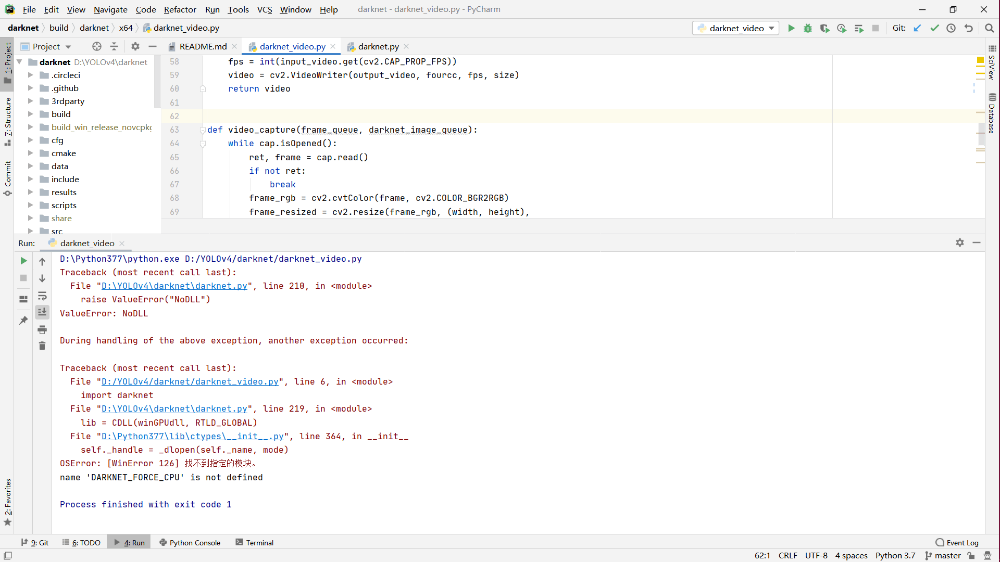 File Edit View Navigate Code Refactor Run Tools VCS Window Help darknet - darknet_video.py - PyCharm
darknet build darknet x64 darknet_video.py darknet_video Git:
Project README.md darknet_video.py darknet.py
1: Project
7: Structure
Commit
2: Favorites
SciView
Database
darknet D:\YOLOv4\darknet
.circleci
.github
3rdparty
build
build_win_release_novcpkg
cfg
cmake
data
include
results
scripts
share
src
58 fps = int(input_video.get(cv2.CAP_PROP_FPS))
59 video = cv2.VideoWriter(output_video, fourcc, fps, size)
60 return video
61
62
63 def video_capture(frame_queue, darknet_image_queue):
64 while cap.isOpened():
65 ret, frame = cap.read()
66 if not ret:
67 break
68 frame_rgb = cv2.cvtColor(frame, cv2.COLOR_BGR2RGB)
69 frame_resized = cv2.resize(frame_rgb, (width, height),
Run: darknet_video
D:\Python377\python.exe D:/YOLOv4/darknet/darknet_video.py
Traceback (most recent call last):
File "D:\YOLOv4\darknet\darknet.py", line 210, in <module>
raise ValueError("NoDLL")
ValueError: NoDLL
During handling of the above exception, another exception occurred:
Traceback (most recent call last):
File "D:/YOLOv4/darknet/darknet_video.py", line 6, in <module>
import darknet
File "D:\YOLOv4\darknet\darknet.py", line 219, in <module>
lib = CDLL(winGPUdll, RTLD_GLOBAL)
File "D:\Python377\lib\ctypes\__init__.py", line 364, in __init__
self._handle = _dlopen(self._name, mode)
OSError: [WinError 126] 找不到指定的模块。
name 'DARKNET_FORCE_CPU' is not defined
Process finished with exit code 1
9: Git 6: TODO 4: Run Python Console Terminal Event Log
62:1 CRLF UTF-8 4 spaces Python 3.7 master